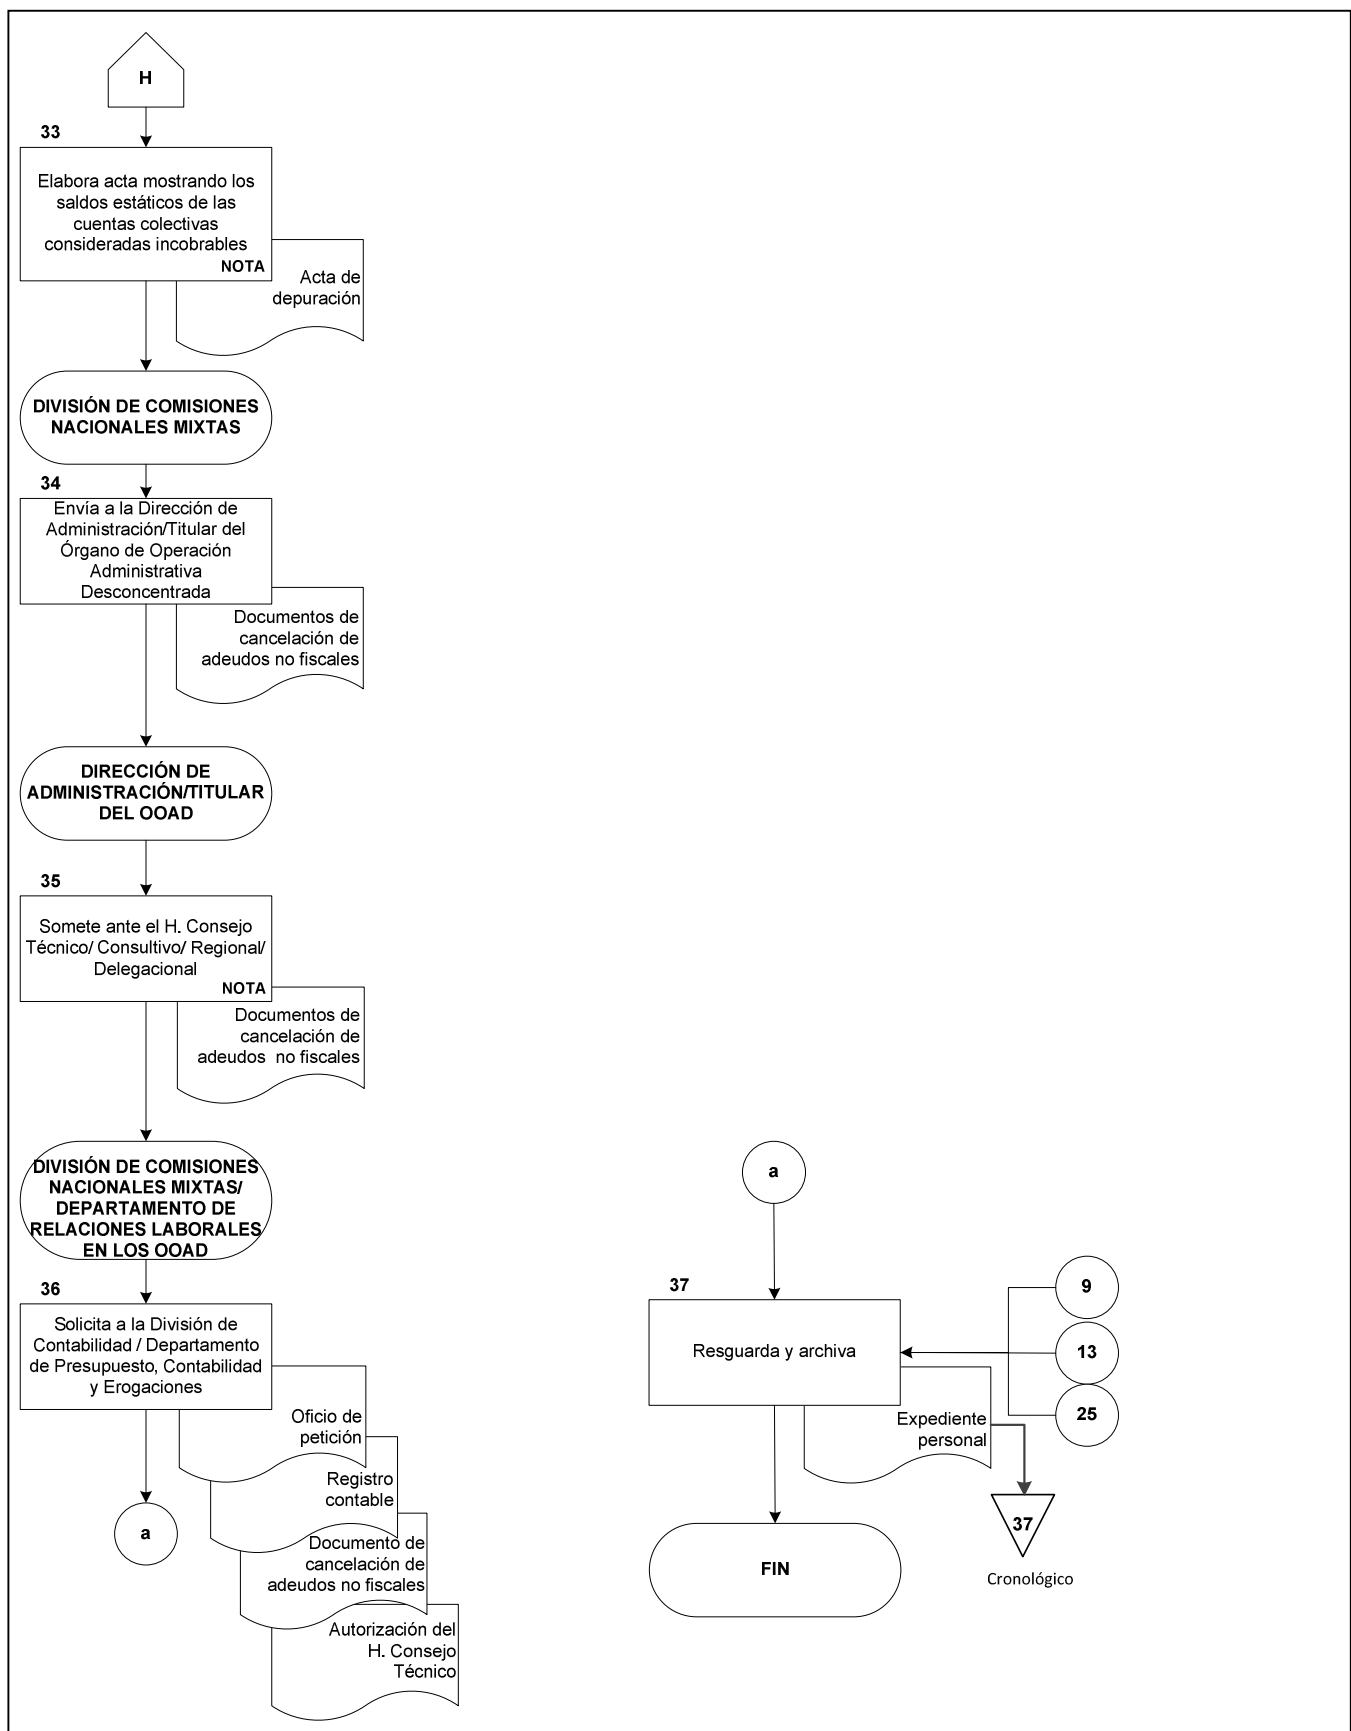 H
33
Elabora acta mostrando los
saldos estáticos de las
cuentas colectivas
consideradas incobrables
NOTA
Acta de
depuración
DIVISIÓN DE COMISIONES
NACIONALES MIXTAS
34
Envía a la Dirección de
Administración/Titular del
Órgano de Operación
Administrativa
Desconcentrada
Documentos de
cancelación de
adeudos no fiscales
DIRECCIÓN DE
ADMINISTRACIÓN/TITULAR
DEL OOAD
35
Somete ante el H. Consejo
Técnico/ Consultivo/ Regional/
Delegacional
NOTA
Documentos de
cancelación de
adeudos no fiscales
DIVISIÓN DE COMISIONES
NACIONALES MIXTAS/
DEPARTAMENTO DE
RELACIONES LABORALES
EN LOS OOAD
36
Solicita a la División de
Contabilidad / Departamento
de Presupuesto, Contabilidad
y Erogaciones
Oficio de
petición
Registro
contable
Documento de
cancelación de
adeudos no fiscales
Autorización del
H. Consejo
Técnico
a
a
37
Resguarda y archiva
9
13
25
Expediente
personal
37
Cronológico
FIN